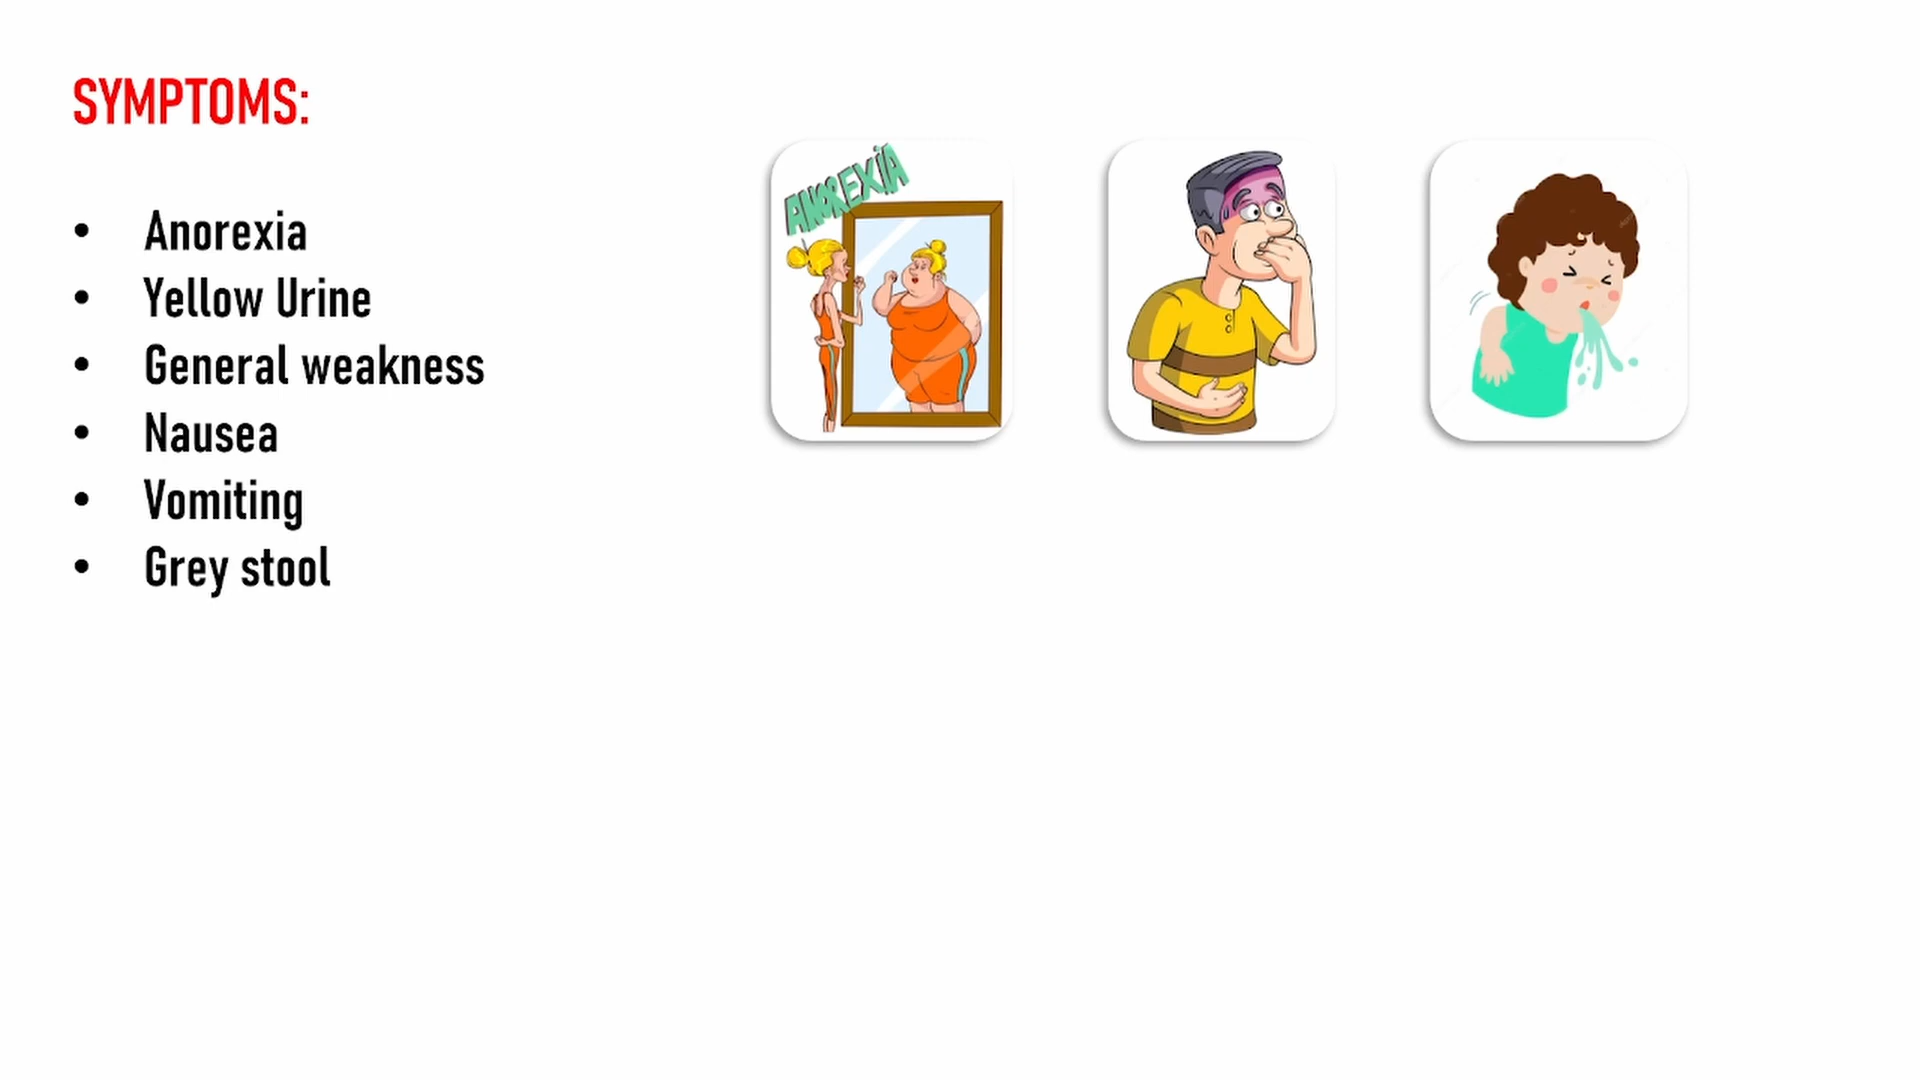 SYMPTOMS:
• Anorexia
• Yellow Urine
• General weakness
• Nausea
• Vomiting
• Grey stool
ANOREXIA